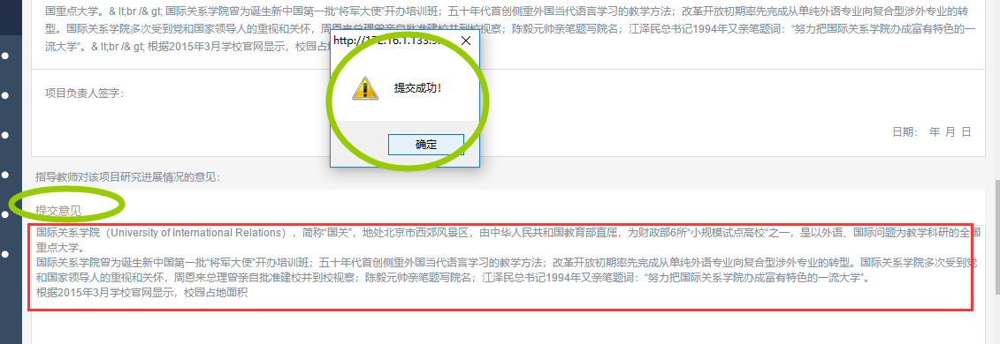 国重点大学。& lt;br /& gt; 国际关系学院曾为诞生新中国第一批“将军大使”开办培训班；五十年代首创侧重外国当代语言学习的教学方法；改革开放初期率先完成从单纯外语专业向复合型涉外专业的转
型。国际关系学院多次受到党和国家领导人的重视和关怀，周恩来总理曾亲自批准建校并到校视察；陈毅元帅亲笔题写院名；江泽民总书记1994年又亲笔题词：“努力把国际关系学院办成富有特色的一
流大学”。& lt;br /& gt; 根据2015年3月学校官网显示，校园占地
http://172.16.1.133:
提交成功！
确定
项目负责人签字：
日期： 年 月 日
指导教师对该项目研究进展情况的意见：
提交意见
国际关系学院（University of International Relations），简称“国关”，地处北京市西郊风景区，由中华人民共和国教育部直属，为财政部6所“小规模试点高校“之一，是以外语、国际问题为教学科研的全国
重点大学。
国际关系学院曾为诞生新中国第一批“将军大使”开办培训班；五十年代首创侧重外国当代语言学习的教学方法；改革开放初期率先完成从单纯外语专业向复合型涉外专业的转型。国际关系学院多次受到党
和国家领导人的重视和关怀，周恩来总理曾亲自批准建校并到校视察；陈毅元帅亲笔题写院名；江泽民总书记1994年又亲笔题词：“努力把国际关系学院办成富有特色的一流大学”。
根据2015年3月学校官网显示，校园占地面积